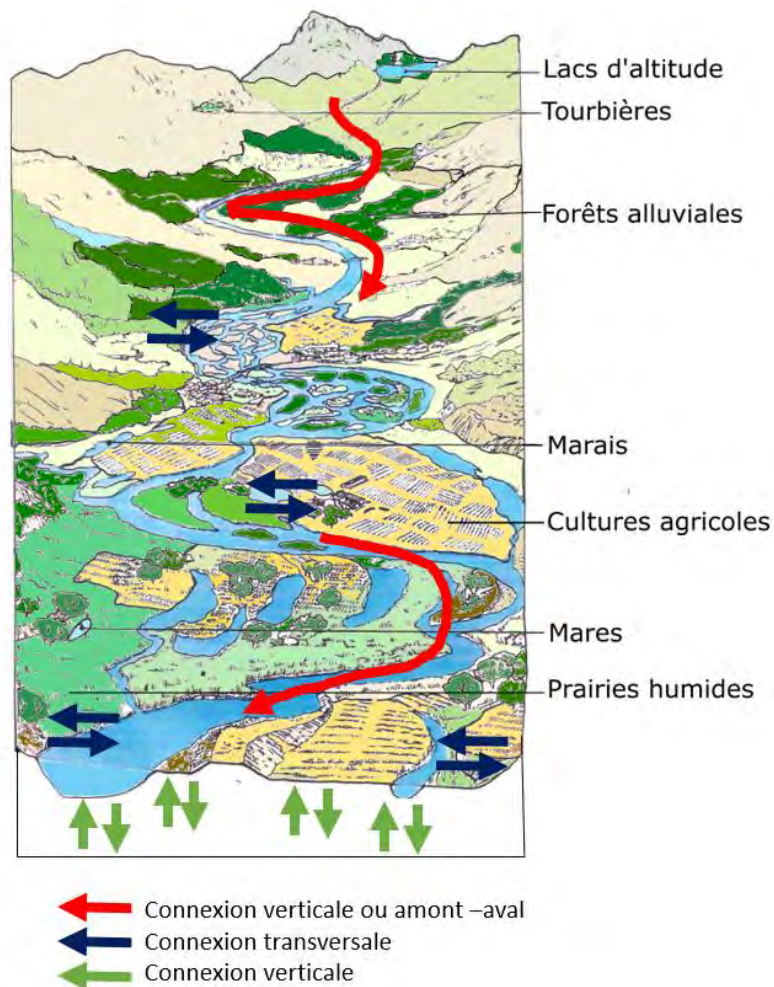 Lacs d'altitude
Tourbières
Forêts alluviales
Marais
Cultures agricoles
Mares
Prairies humides
Connexion verticale ou amont –aval
Connexion transversale
Connexion verticale